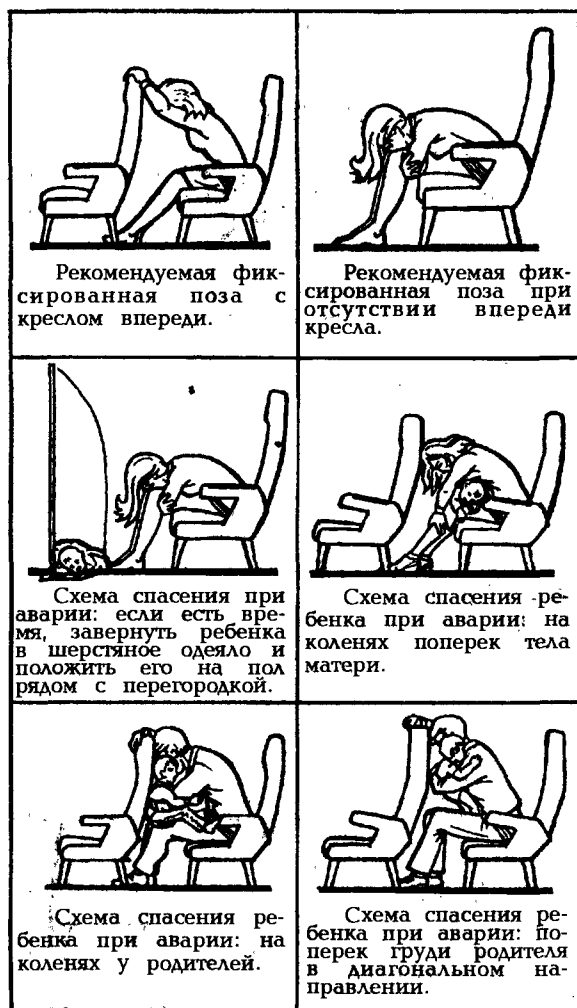 Рекомендуемая фик-
сированная поза с
креслом впереди.
Рекомендуемая фик-
сированная поза при
отсутствии впереди
кресла.
Схема спасения при
аварии: если есть вре-
мя, завернуть ребенка
в шерстяное одеяло и
положить его на пол
рядом с перегородкой.
Схема спасения ре-
бенка при аварии: на
коленях поперек тела
матери.
Схема спасения ре-
бенка при аварии: на
коленях у родителей.
Схема спасения ре-
бенка при аварии: по-
перек груди родителя
в диагональном на-
правлении.